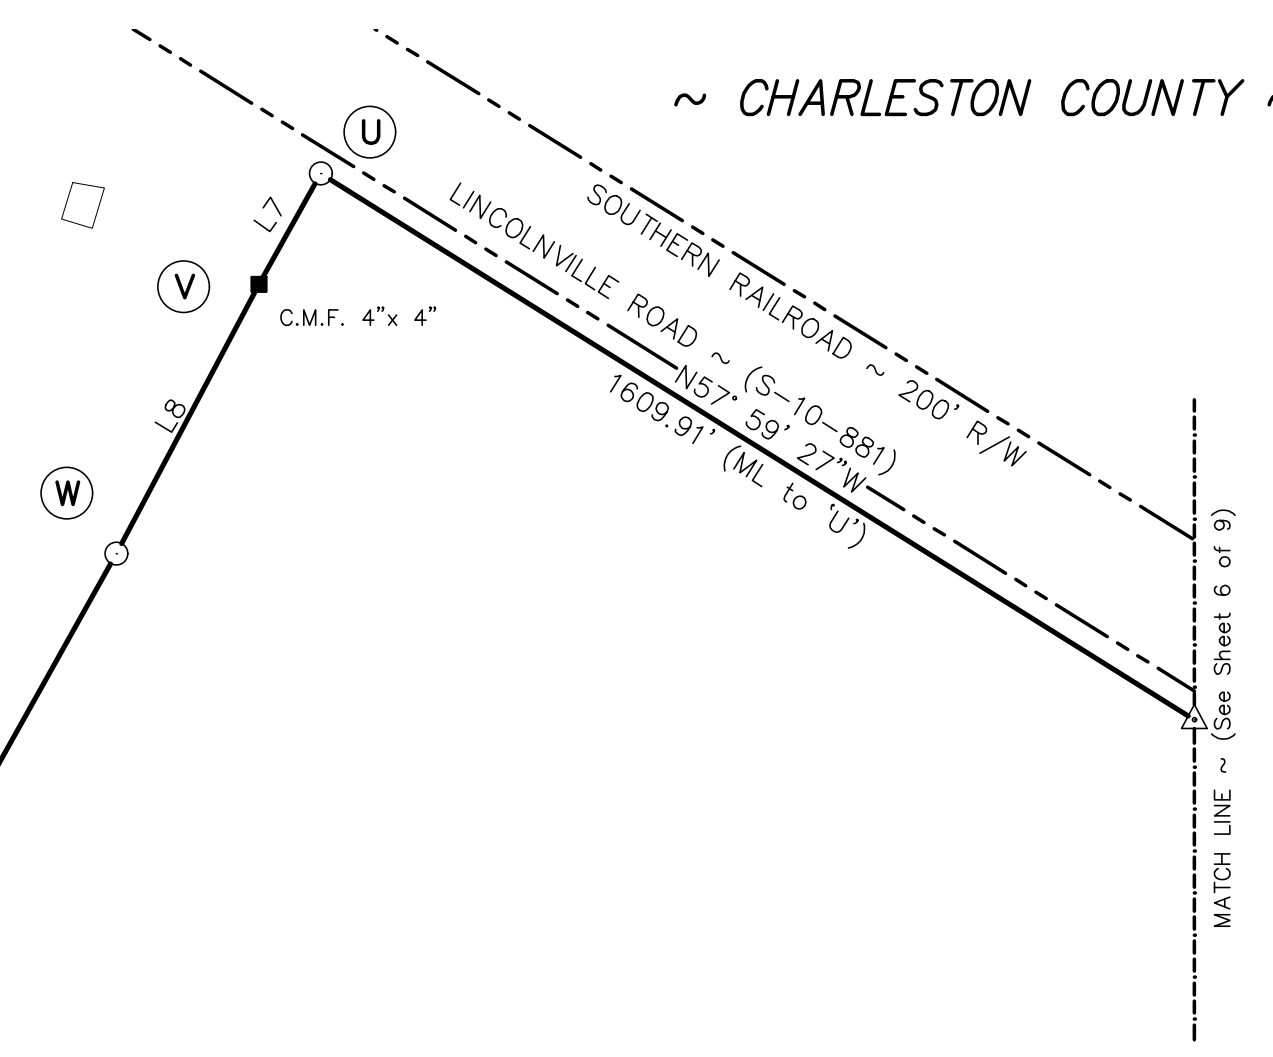 ~ CHARLESTON COUNTY ~
U
SOUTHERN RAILROAD ~ 200' R/W
LINCOLNVILLE ROAD ~ (S-10-881)
N57° 59' 27"W
1609.91' (ML to 'U')
L7
V
C.M.F. 4"x 4"
L8
W
MATCH LINE ~ (See Sheet 6 of 9)